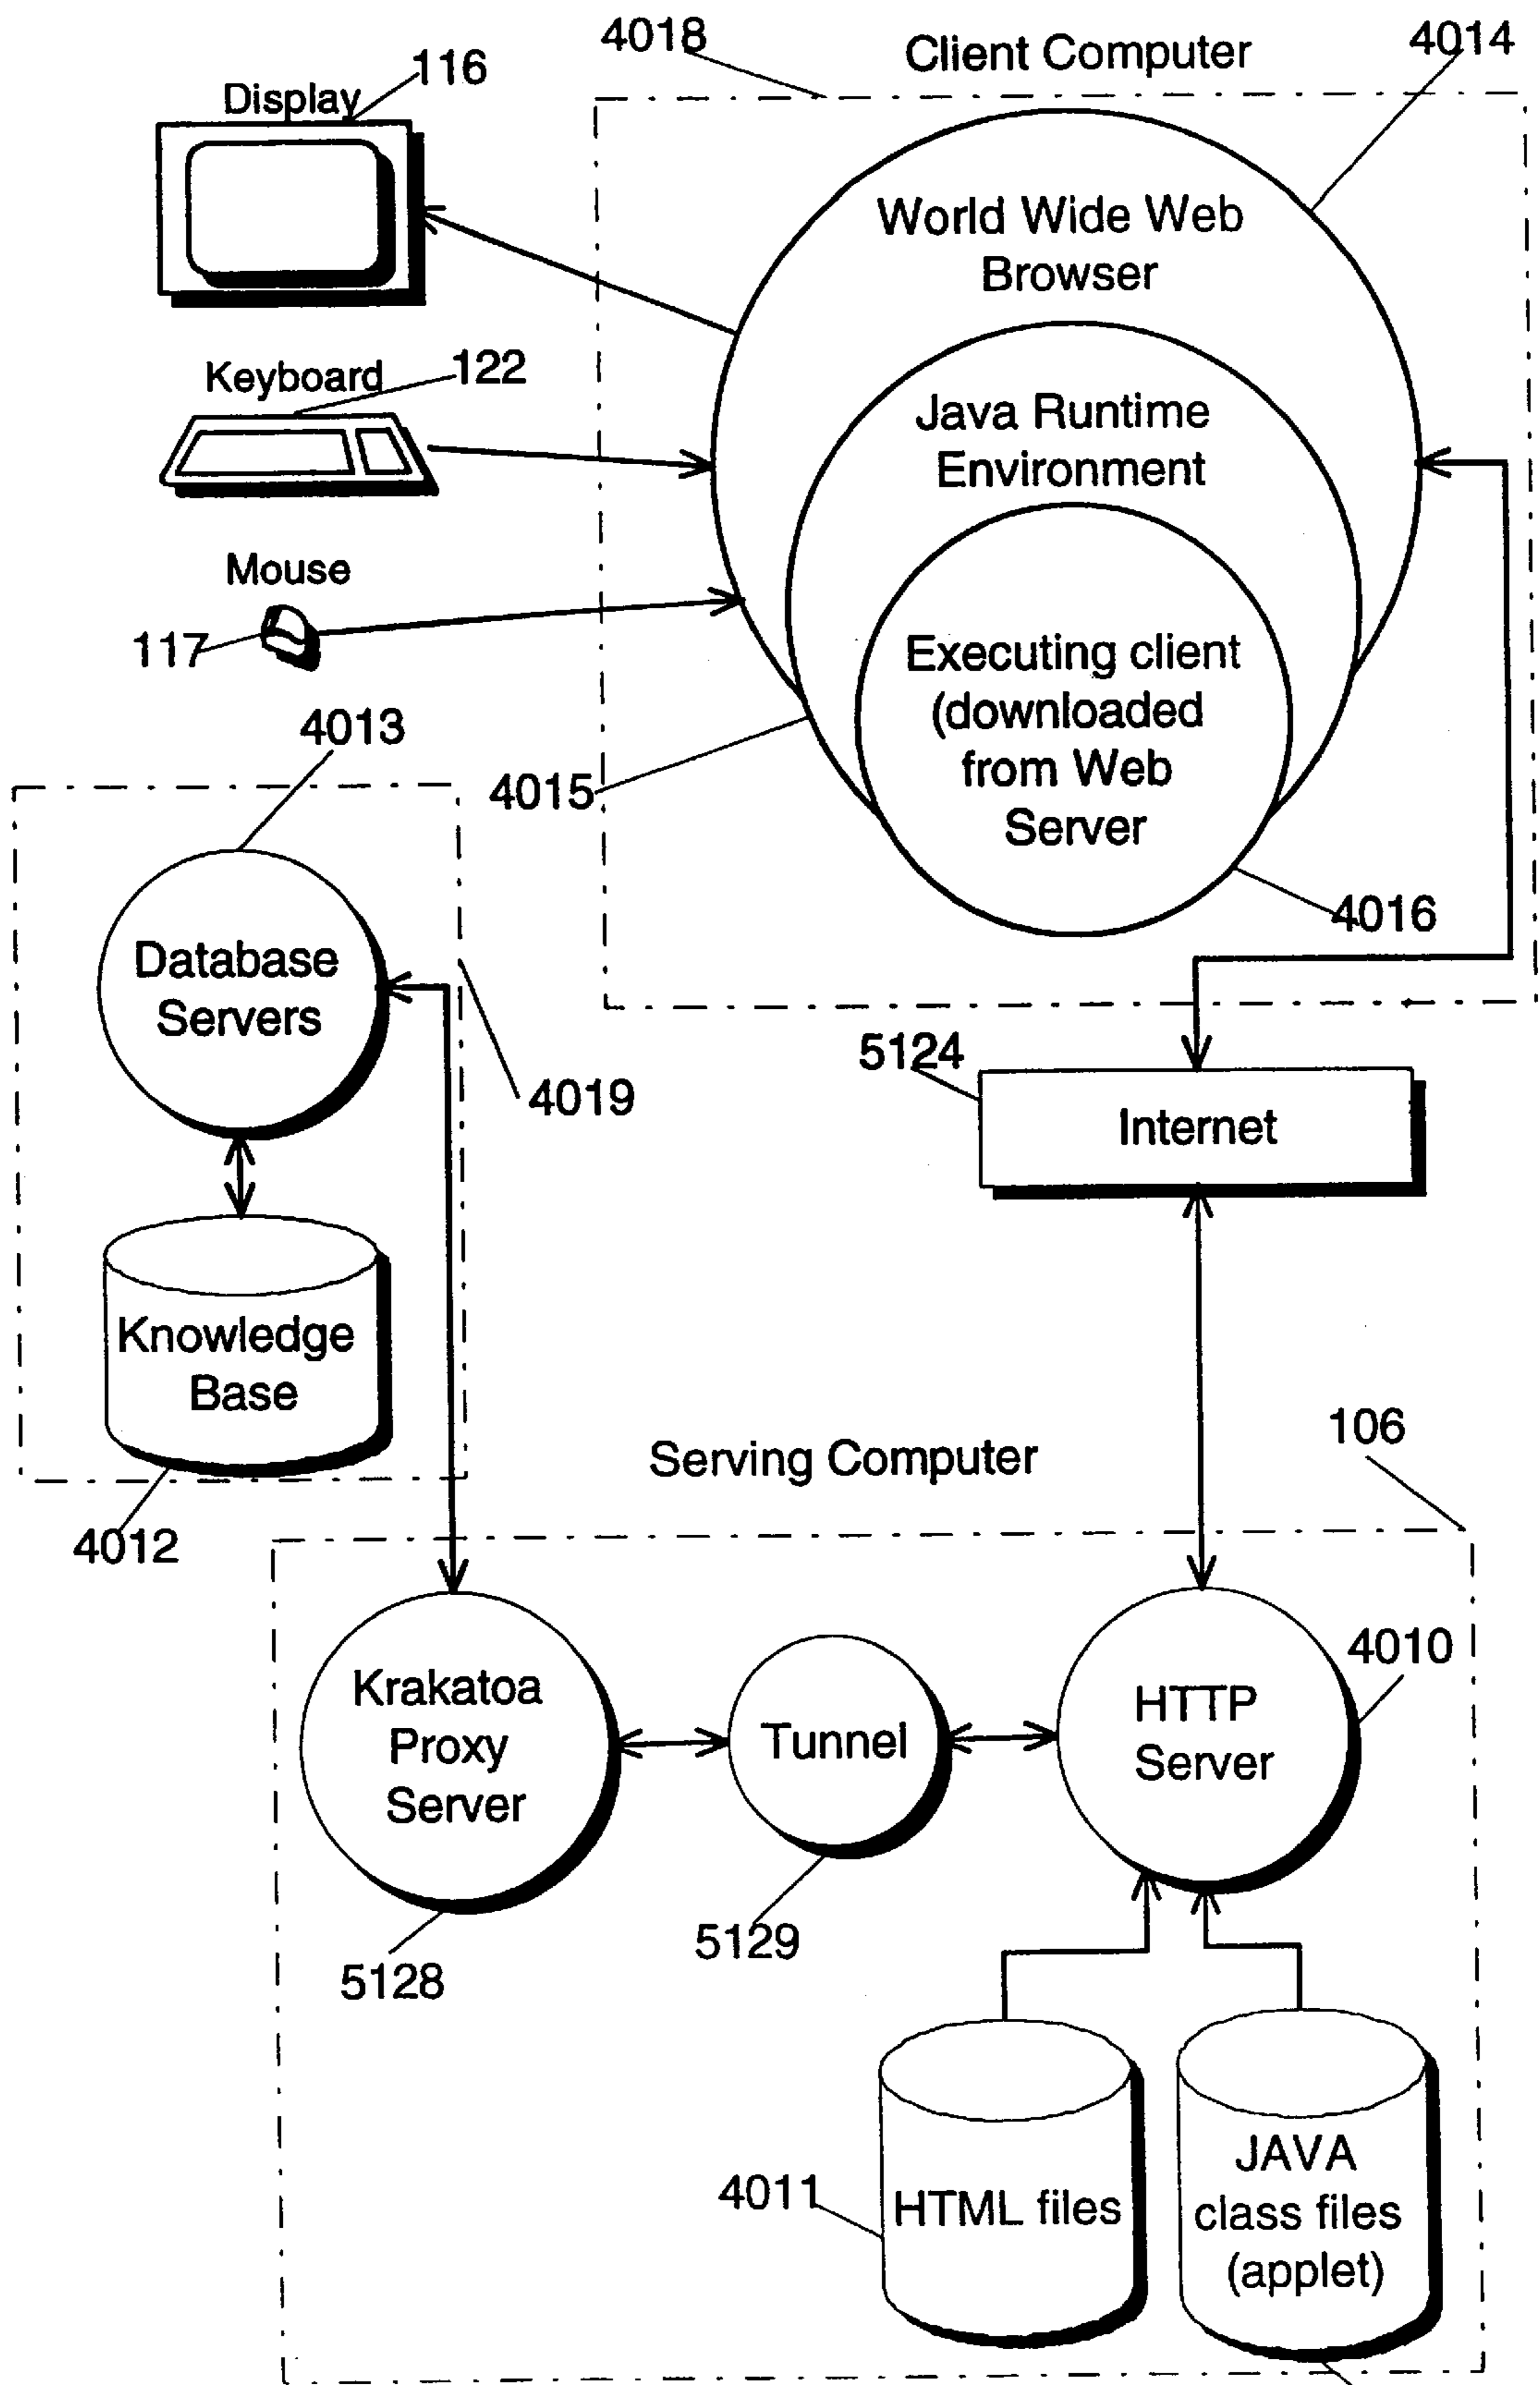 4018
Client Computer
4014
116
Display
World Wide Web
Browser
Keyboard
122
Java Runtime
Environment
Mouse
117
Executing client
(downloaded
from Web
Server
4013
4015
4016
Database
Servers
4019
5124
Internet
Knowledge
Base
4012
Serving Computer
106
Krakatoa
Proxy
Server
Tunnel
HTTP
Server
4010
5128
5129
4011
HTML files
JAVA
class files
(applet)